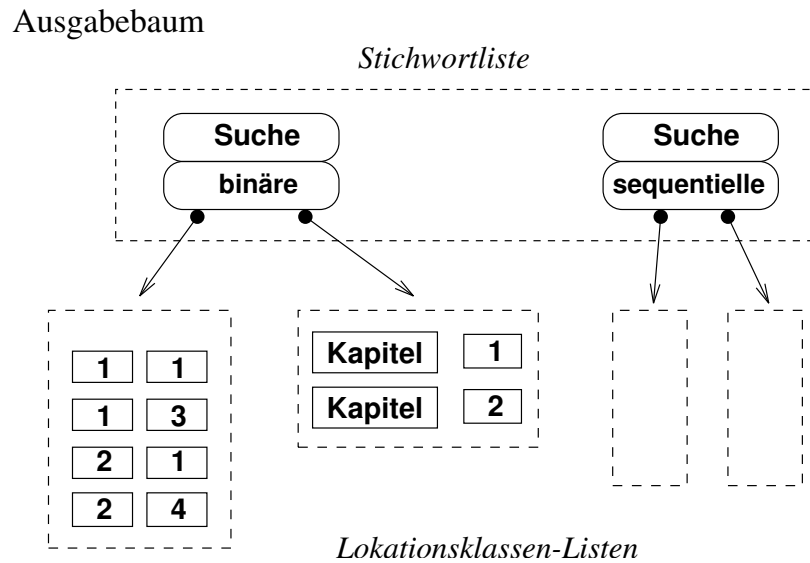 Ausgabebaum
Stichwortliste
Suche
binäre
Suche
sequentielle
1 1
1 3
2 1
2 4
Kapitel 1
Kapitel 2
Lokationsklassen-Listen